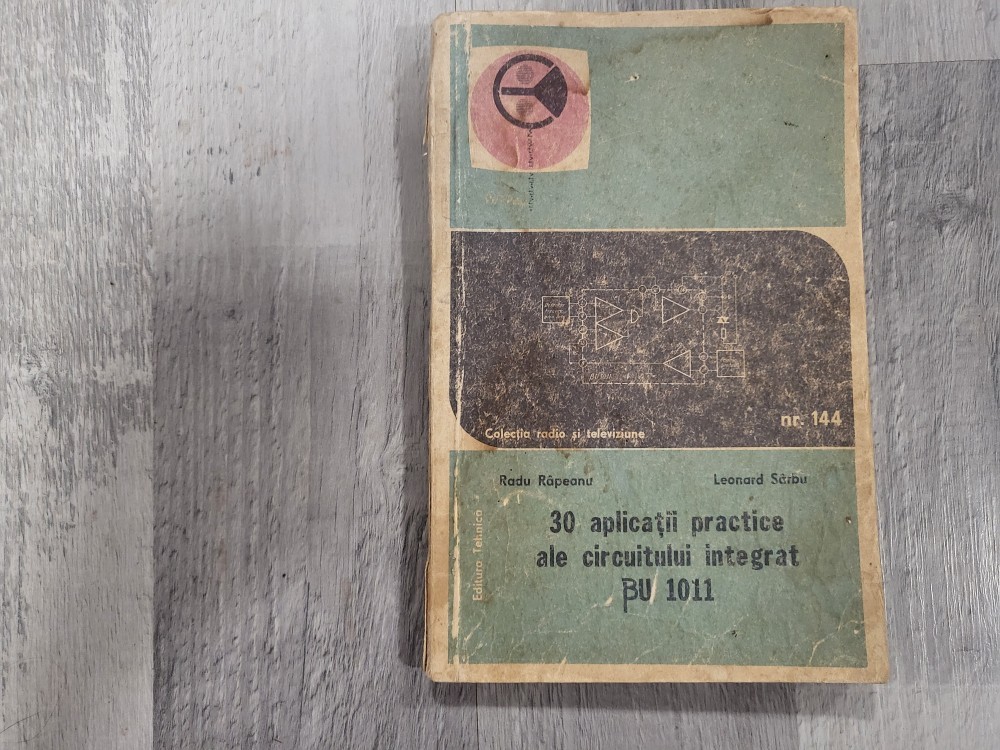 nr. 144
Colecția radio și televiziune
Radu Râpeanu
Leonard Sârbu
30 aplicații practice
ale circuitului integrat
βU 1011
Editura Tehnica